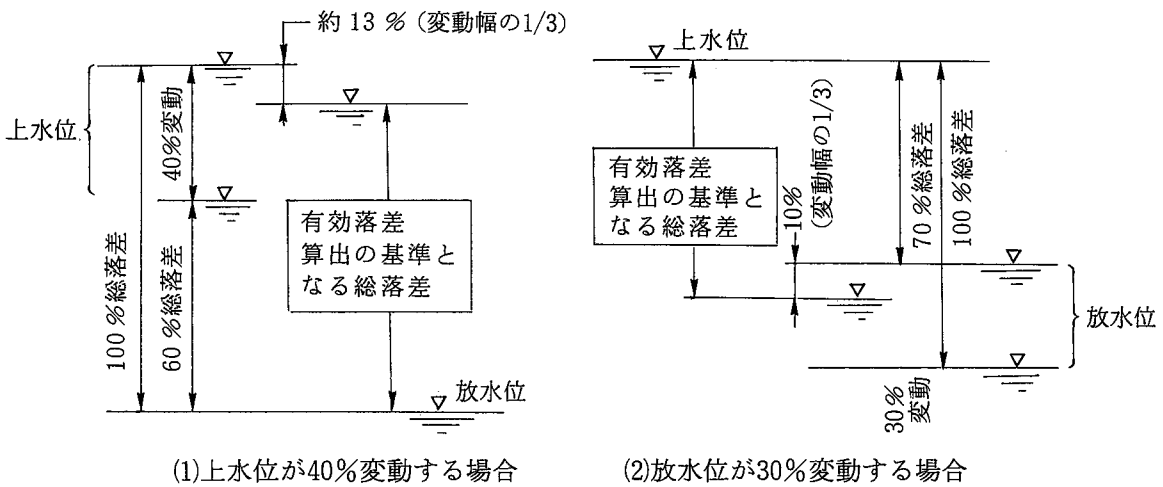 約 13 % (変動幅の1/3)
上水位
40%変動
100 %総落差
60 %総落差
有効落差
算出の基準と
なる総落差
放水位
(1)上水位が40%変動する場合
上水位
有効落差
算出の基準と
なる総落差
10%
(変動幅の1/3)
70 %総落差
100 %総落差
放水位
30%
変動
(2)放水位が30%変動する場合